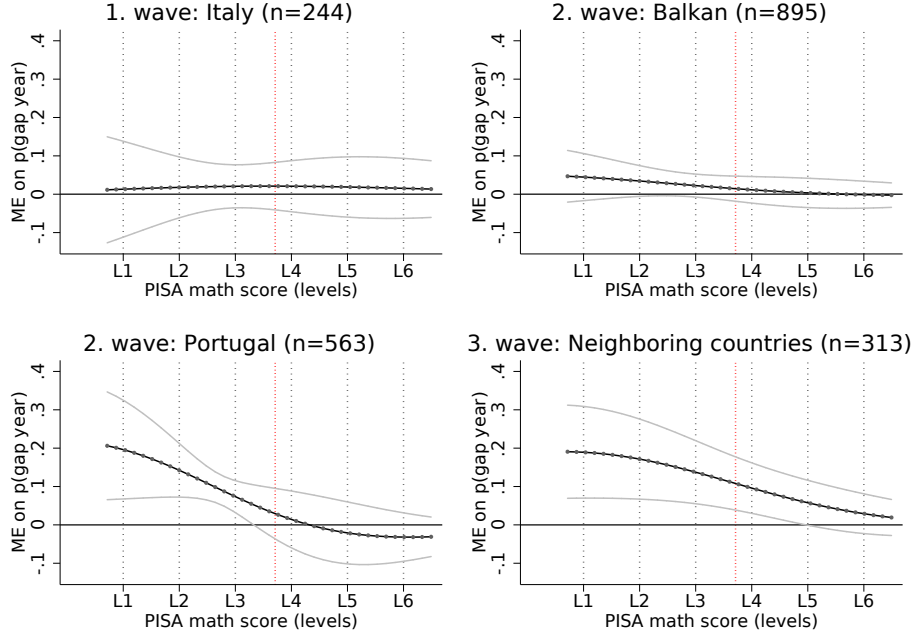 1. wave: Italy (n=244)
ME on p(gap year)
.4
.3
.2
.1
0
-.1
L1 L2 L3 L4 L5 L6
PISA math score (levels)
2. wave: Balkan (n=895)
ME on p(gap year)
.4
.3
.2
.1
0
-.1
L1 L2 L3 L4 L5 L6
PISA math score (levels)
2. wave: Portugal (n=563)
ME on p(gap year)
.4
.3
.2
.1
0
-.1
L1 L2 L3 L4 L5 L6
PISA math score (levels)
3. wave: Neighboring countries (n=313)
ME on p(gap year)
.4
.3
.2
.1
0
-.1
L1 L2 L3 L4 L5 L6
PISA math score (levels)